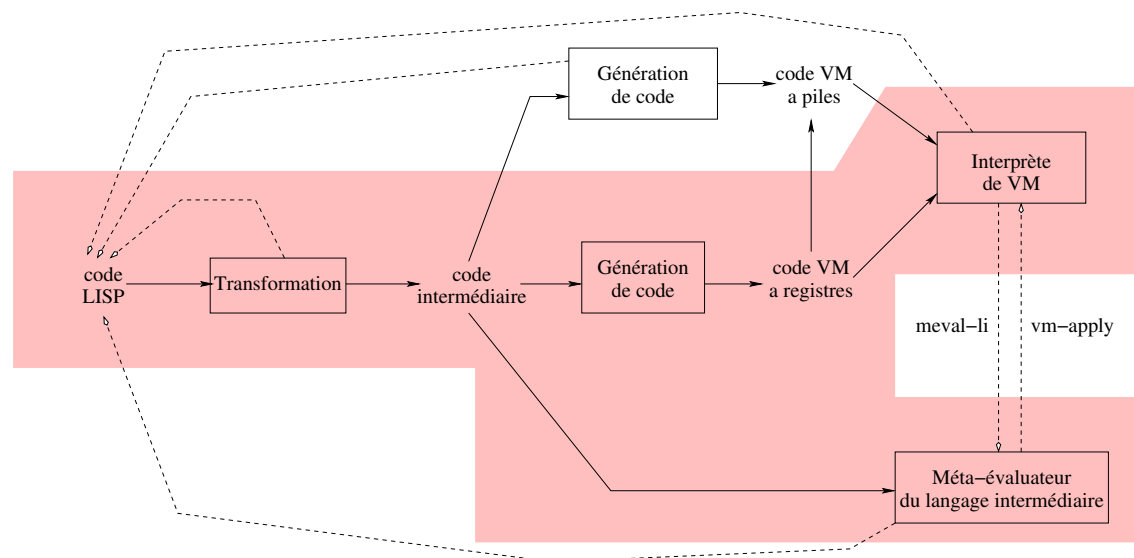 Génération
de code
code VM
a piles
Interprète
de VM
code
LISP
Transformation
code
intermédiaire
Génération
de code
code VM
a registres
meval−li
vm−apply
Méta−évaluateur
du langage intermédiaire